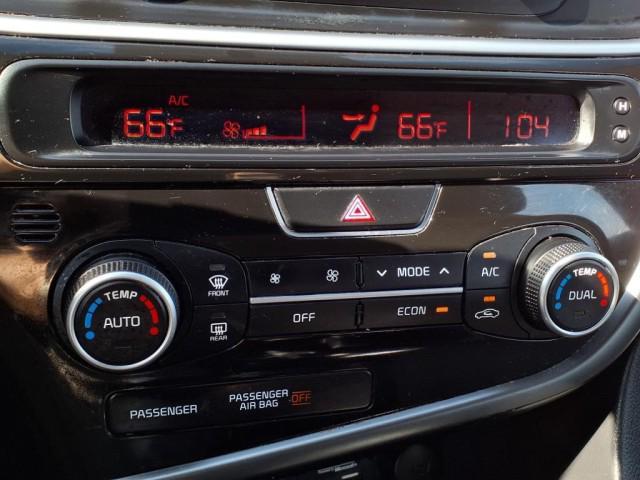 A/C
66°F 66°F 1:04
H
M
TEMP
AUTO
FRONT
REAR
MODE
OFF
ECON
A/C
TEMP
DUAL
PASSENGER
PASSENGER
AIR BAG OFF